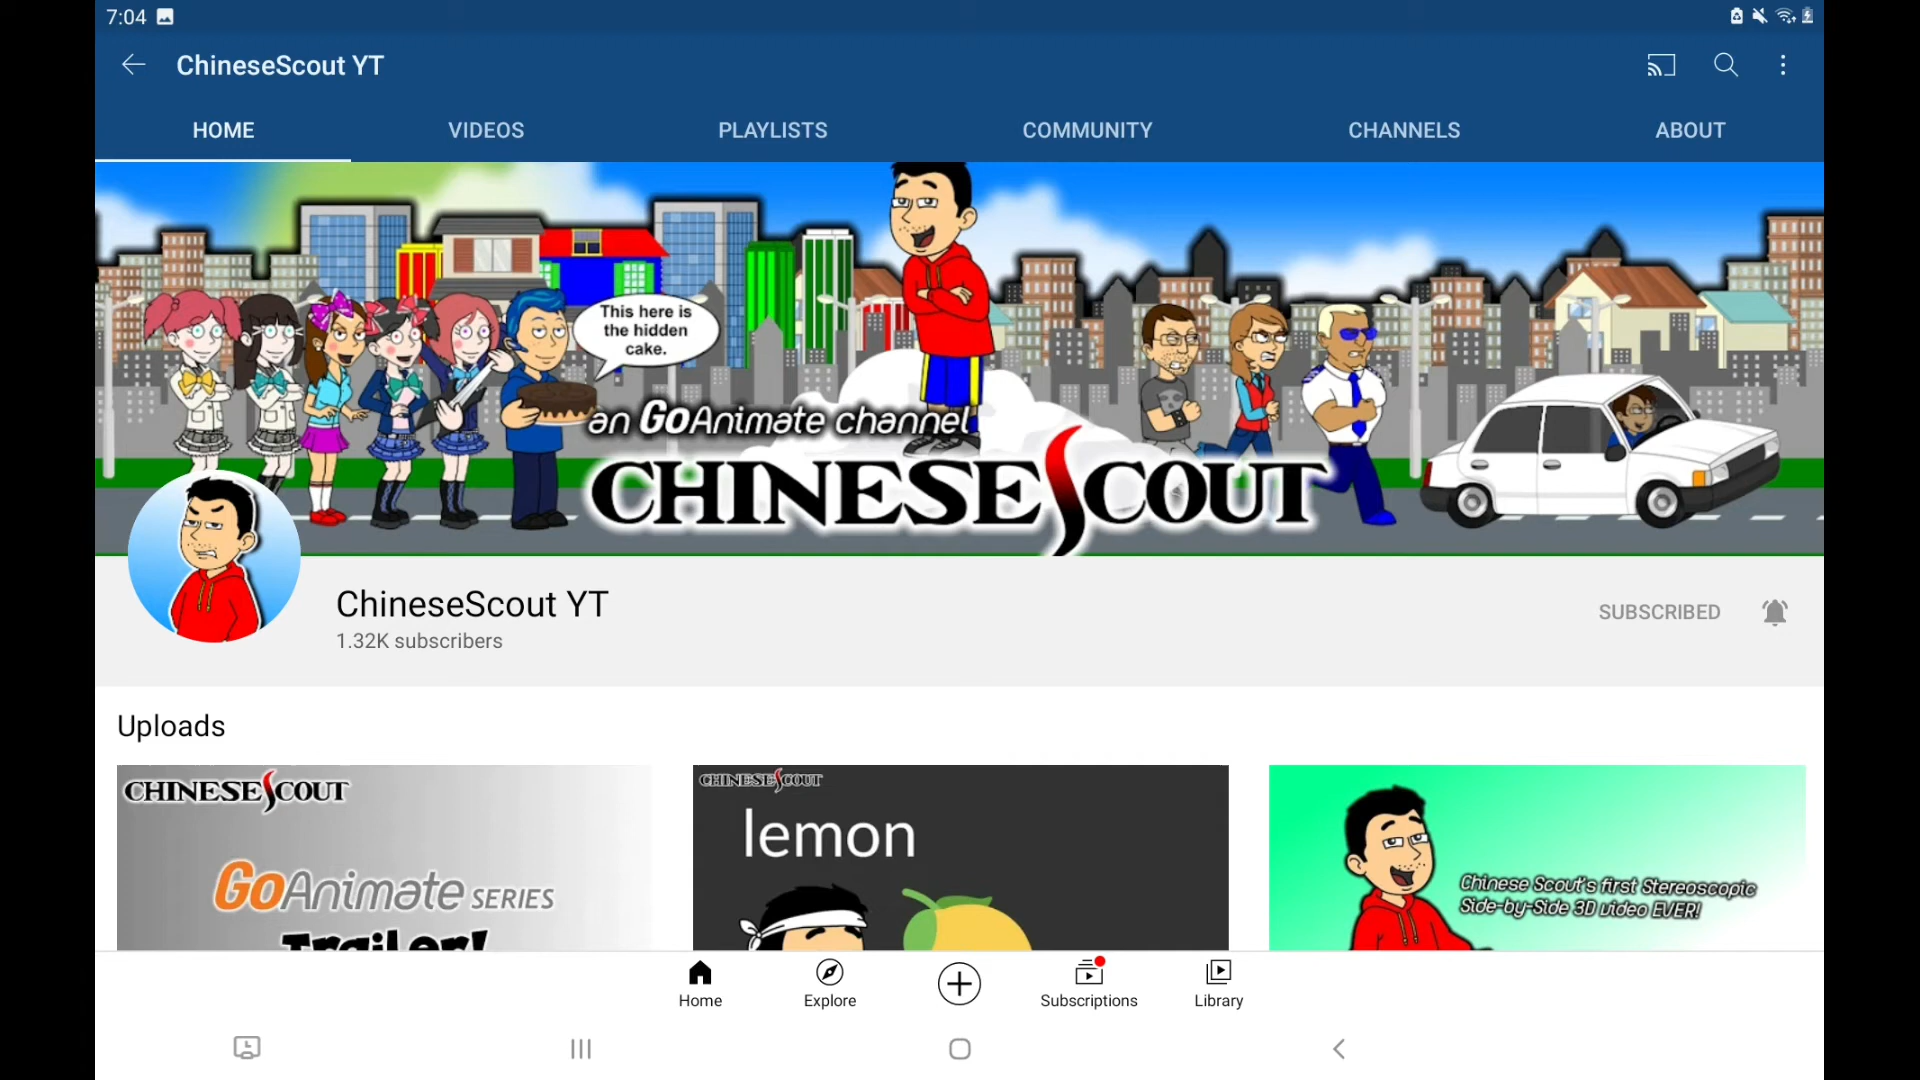 7:04
ChineseScout YT
HOME VIDEOS PLAYLISTS COMMUNITY CHANNELS ABOUT
This here is
the hidden
cake.
an GoAnimate channel
CHINESESCOUT
ChineseScout YT
1.32K subscribers
SUBSCRIBED
Uploads
CHINESESCOUT
GoAnimate SERIES
Trailer!
CHINESESCOUT
lemon
Chinese Scout's first Stereoscopic
Side-by-Side 3D video EVER!
Home Explore Subscriptions Library